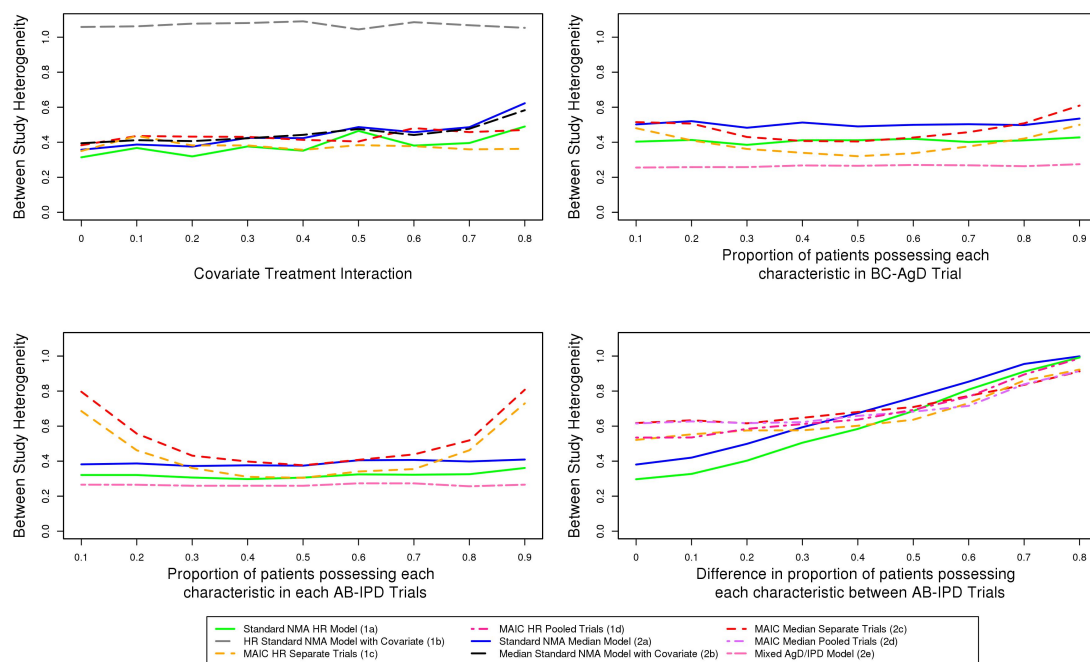 Between Study Heterogeneity
0.0 0.2 0.4 0.6 0.8 1.0
0 0.1 0.2 0.3 0.4 0.5 0.6 0.7 0.8
Covariate Treatment Interaction
Between Study Heterogeneity
0.0 0.2 0.4 0.6 0.8 1.0
0.1 0.2 0.3 0.4 0.5 0.6 0.7 0.8 0.9
Proportion of patients possessing each
characteristic in BC-AgD Trial
Between Study Heterogeneity
0.0 0.2 0.4 0.6 0.8 1.0
0.1 0.2 0.3 0.4 0.5 0.6 0.7 0.8 0.9
Proportion of patients possessing each
characteristic in each AB-IPD Trials
Between Study Heterogeneity
0.0 0.2 0.4 0.6 0.8 1.0
0 0.1 0.2 0.3 0.4 0.5 0.6 0.7 0.8
Difference in proportion of patients possessing
each characteristic between AB-IPD Trials
Standard NMA HR Model (1a)
HR Standard NMA Model with Covariate (1b)
MAIC HR Separate Trials (1c)
MAIC HR Pooled Trials (1d)
Standard NMA Median Model (2a)
Median Standard NMA Model with Covariate (2b)
MAIC Median Separate Trials (2c)
MAIC Median Pooled Trials (2d)
Mixed AgD/IPD Model (2e)